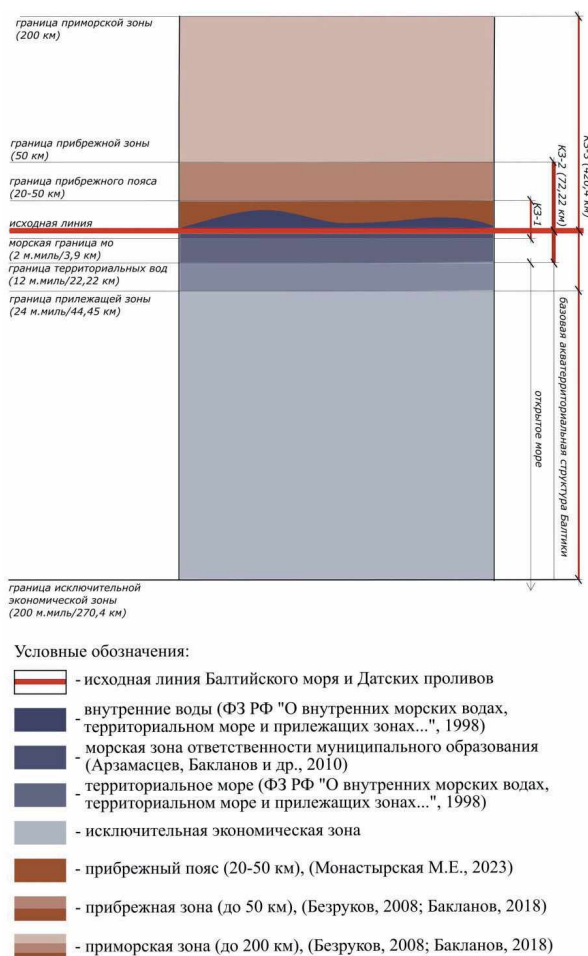 граница приморской зоны
(200 км)
граница прибрежной зоны
(50 км)
граница прибрежного пояса
(20-50 км)
исходная линия
морская граница мо
(2 м.миль/3,9 км)
граница территориальных вод
(12 м.миль/22,22 км)
граница прилежащей зоны
(24 м.миль/44,45 км)
граница исключительной
экономической зоны
(200 м.миль/270,4 км)
КЗ-1
КЗ-2 (72,22 км)
КЗ-3 (420,4 км)
открытое море
базовая акватерриториальная структура Балтики
Условные обозначения:
- исходная линия Балтийского моря и Датских проливов
- внутренние воды (ФЗ РФ "О внутренних морских водах,
территориальном море и прилежащих зонах...", 1998)
- морская зона ответственности муниципального образования
(Арзамасцев, Бакланов и др., 2010)
- территориальное море (ФЗ РФ "О внутренних морских водах,
территориальном море и прилежащих зонах...", 1998)
- исключительная экономическая зона
- прибрежный пояс (20-50 км), (Монастырская М.Е., 2023)
- прибрежная зона (до 50 км), (Безруков, 2008; Бакланов, 2018)
- приморская зона (до 200 км), (Безруков, 2008; Бакланов, 2018)